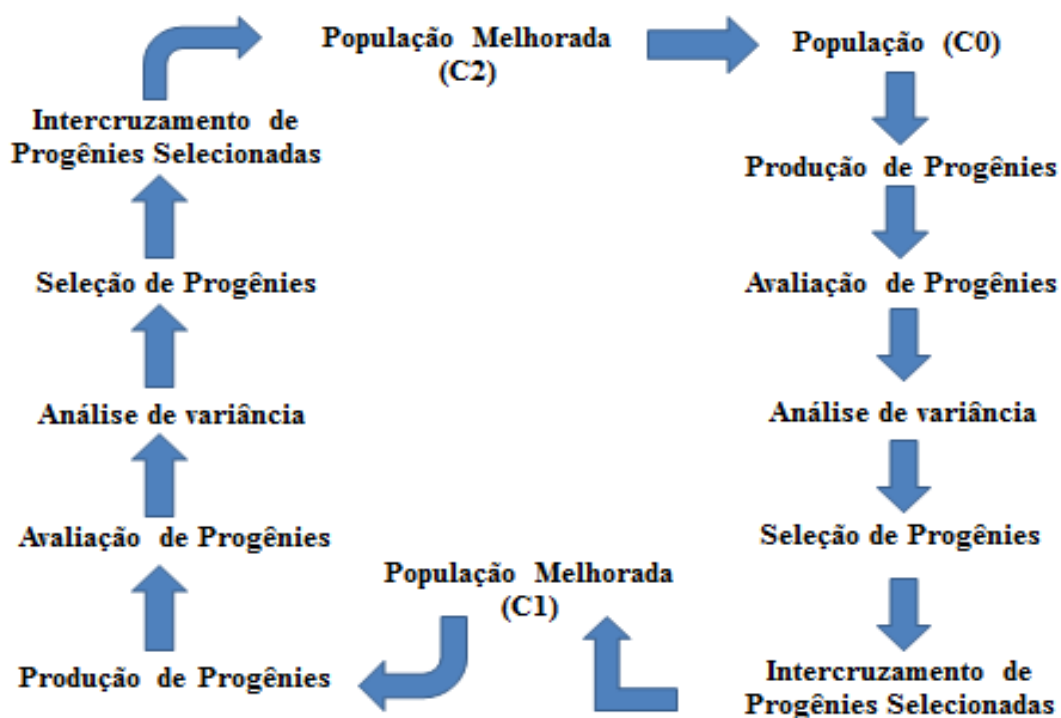 População Melhorada
(C2)
População (C0)
Produção de Progênies
Avaliação de Progênies
Análise de variância
Seleção de Progênies
Intercruzamento de
Progênies Selecionadas
População Melhorada
(C1)
Produção de Progênies
Avaliação de Progênies
Análise de variância
Seleção de Progênies
Intercruzamento de
Progênies Selecionadas